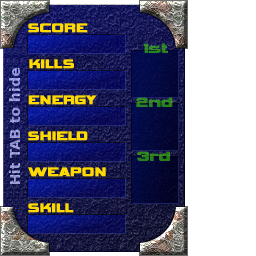 SCORE
1st
KILLS
ENERGY
2nd
SHIELD
3rd
WEAPON
SKILL
Hit TAB to hide